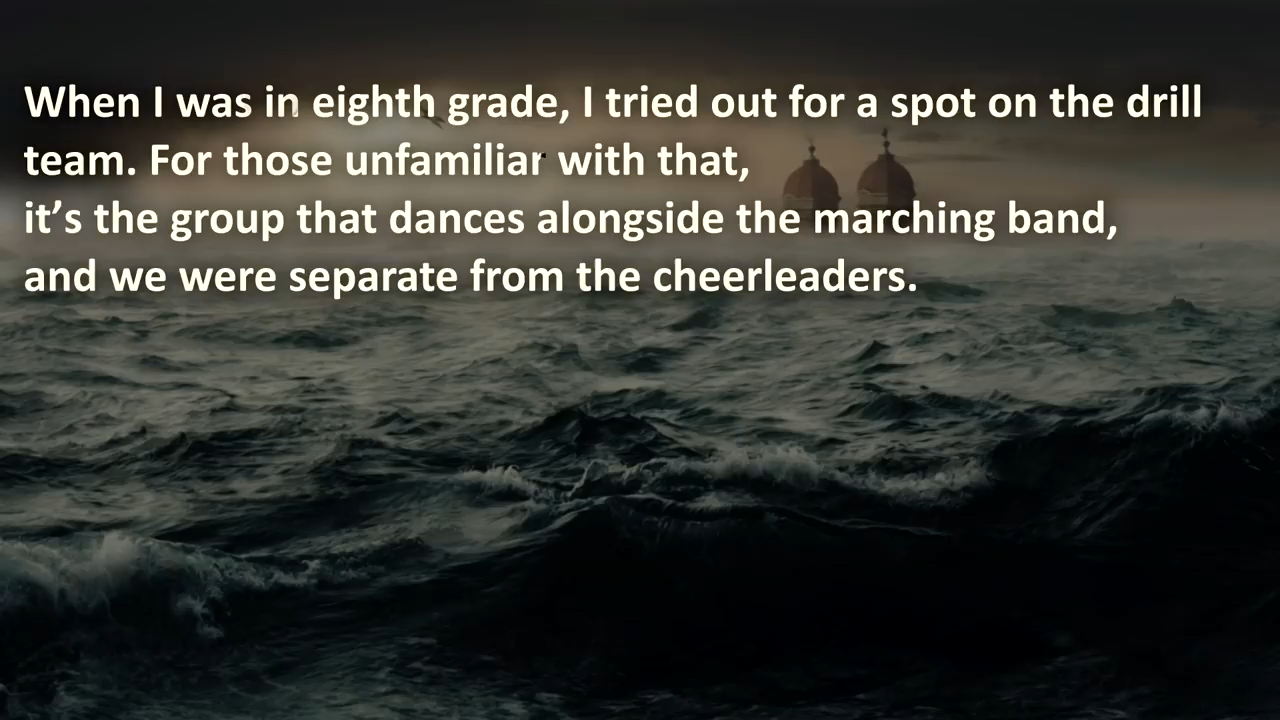 When I was in eighth grade, I tried out for a spot on the drill
team. For those unfamiliar with that,
it’s the group that dances alongside the marching band,
and we were separate from the cheerleaders.